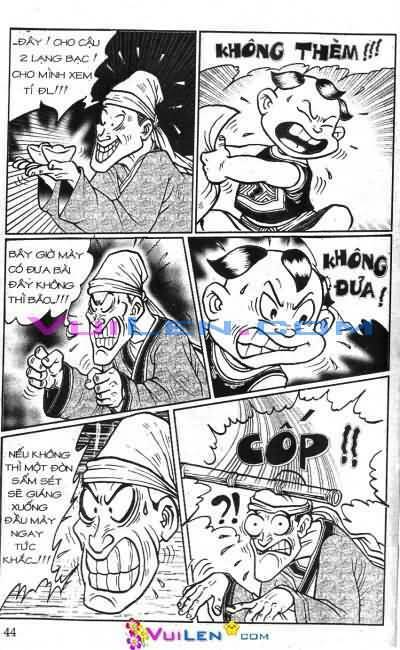 ĐÂY! CHO CẬU
2 LẠNG BẠC!
CHO MÌNH XEM
TÍ ĐI...!!!
KHÔNG THÈM!!!
BÂY GIỜ MÀY
CÓ ĐƯA BÀI
ĐÂY KHÔNG
THÌ BẢO...!!!
KHÔNG
ĐƯA!
VUILEN.COM
NẾU KHÔNG
THÌ MỘT ĐÒN
SẤM SÉT
SẼ GIÁNG
XUỐNG
ĐẦU MÀY
NGAY
TỨC
KHẮC...!!!
CỐP!!
?!
44
VUILEN.COM